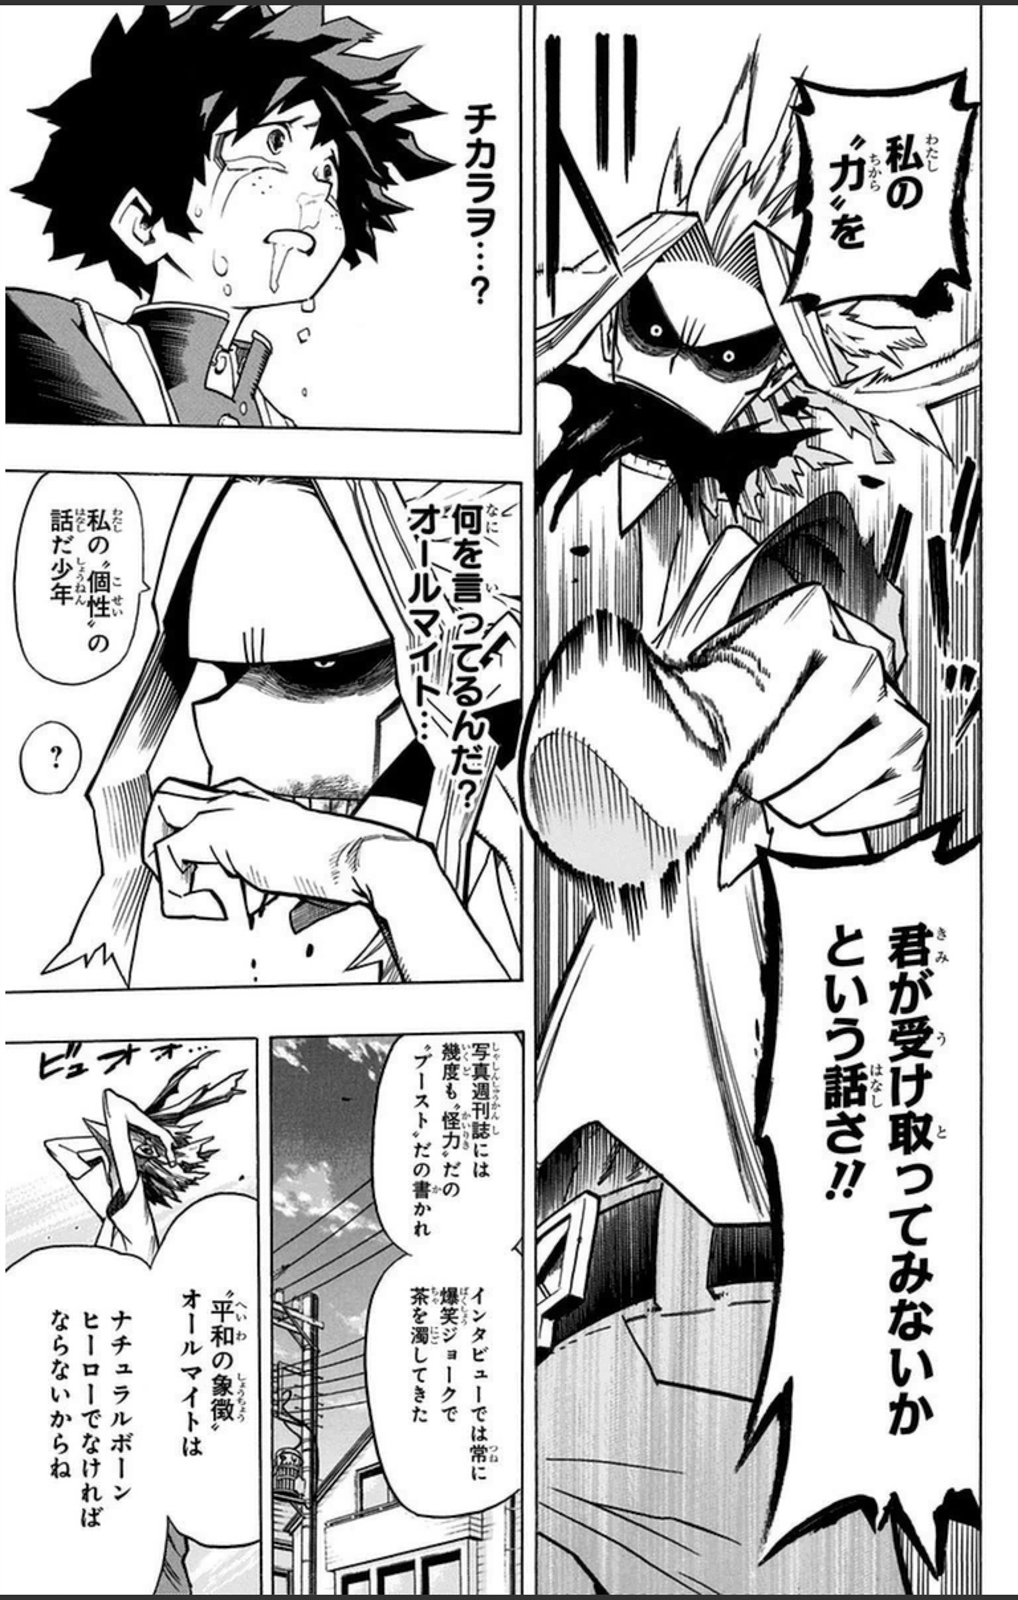 私の
〝力〟を
君が受け取ってみないか
という話さ!!
チカラヲ…?
何を言ってるんだ?
オールマイト…
私の〝個性〟の
話だ少年
?
写真週刊誌には
幾度も〝怪力〟だの
〝ブースト〟だの書かれ
インタビューでは常に
爆笑ジョークで
茶を濁してきた
ビュオオ…
〝平和の象徴〟
オールマイトは
ナチュラルボーン
ヒーローでなければ
ならないからね